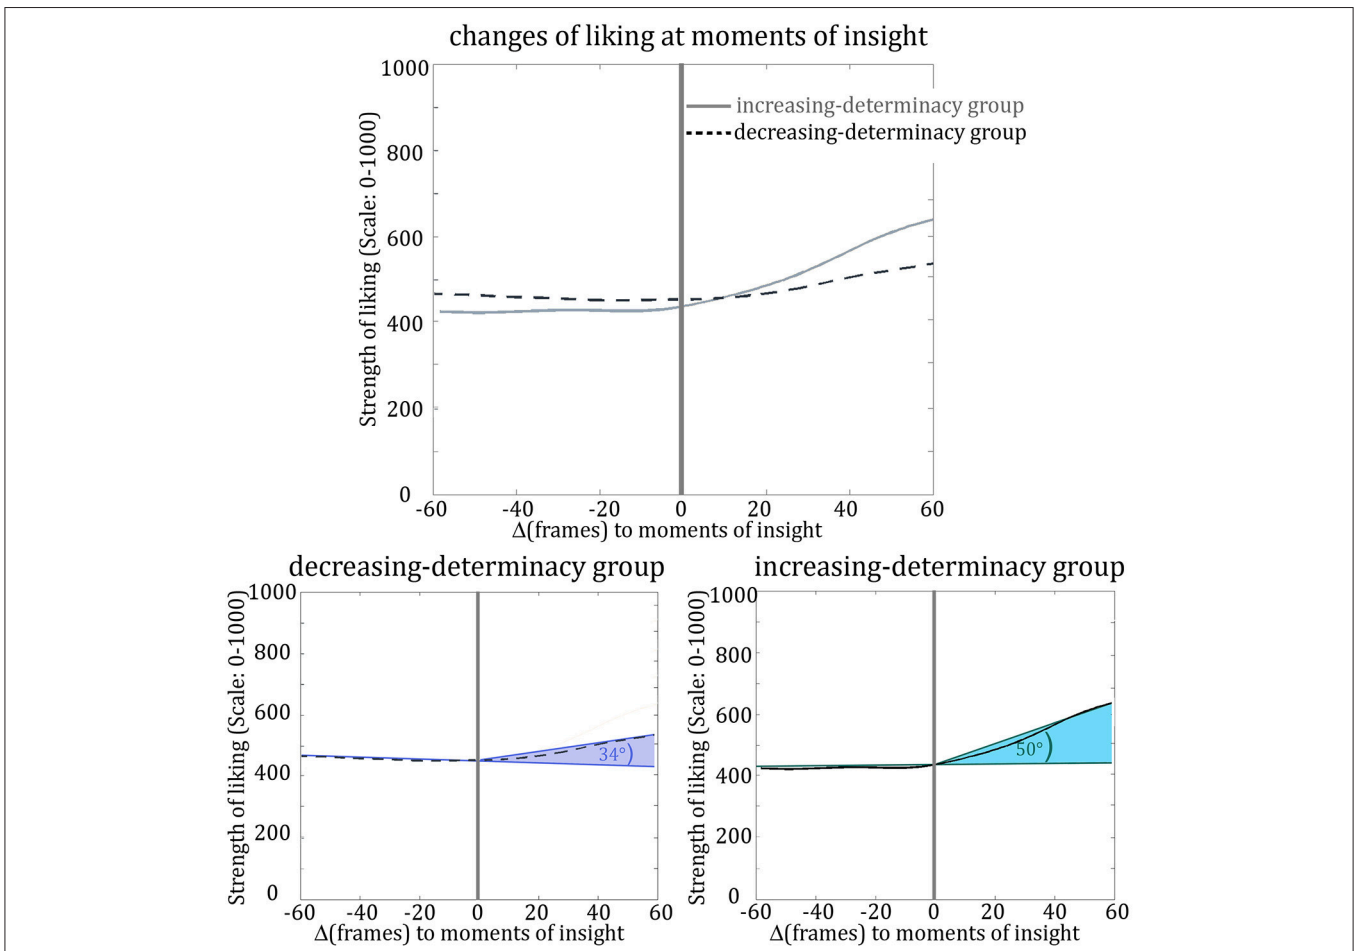 changes of liking at moments of insight
Strength of liking (Scale: 0-1000)
1000
800
600
400
200
0
increasing-determinacy group
decreasing-determinacy group
-60 -40 -20 0 20 40 60
Δ(frames) to moments of insight
decreasing-determinacy group
Strength of liking (Scale: 0-1000)
1000
800
600
400
200
0
34°)
-60 -40 -20 0 20 40 60
Δ(frames) to moments of insight
increasing-determinacy group
Strength of liking (Scale: 0-1000)
1000
800
600
400
200
0
50°)
-60 -40 -20 0 20 40 60
Δ(frames) to moments of insight